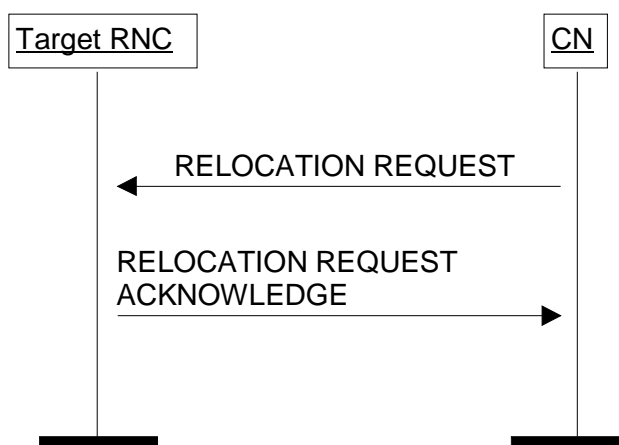 Target RNC
CN
RELOCATION REQUEST
RELOCATION REQUEST
ACKNOWLEDGE